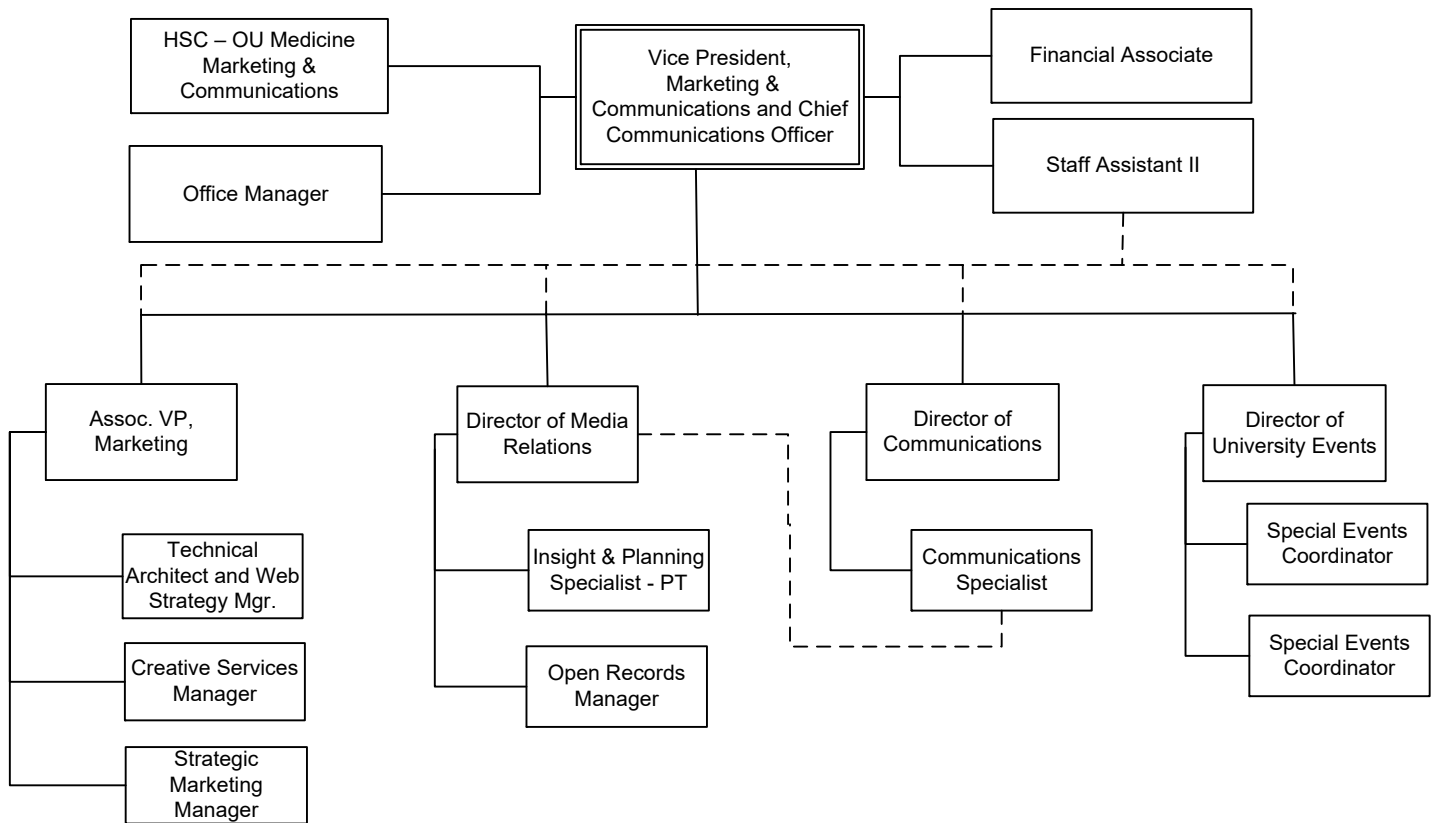 HSC – OU Medicine
Marketing &
Communications
Vice President,
Marketing &
Communications and Chief
Communications Officer
Financial Associate
Office Manager
Staff Assistant II
Assoc. VP,
Marketing
Director of Media
Relations
Director of
Communications
Director of
University Events
Technical
Architect and Web
Strategy Mgr.
Insight & Planning
Specialist - PT
Communications
Specialist
Special Events
Coordinator
Creative Services
Manager
Open Records
Manager
Special Events
Coordinator
Strategic
Marketing
Manager